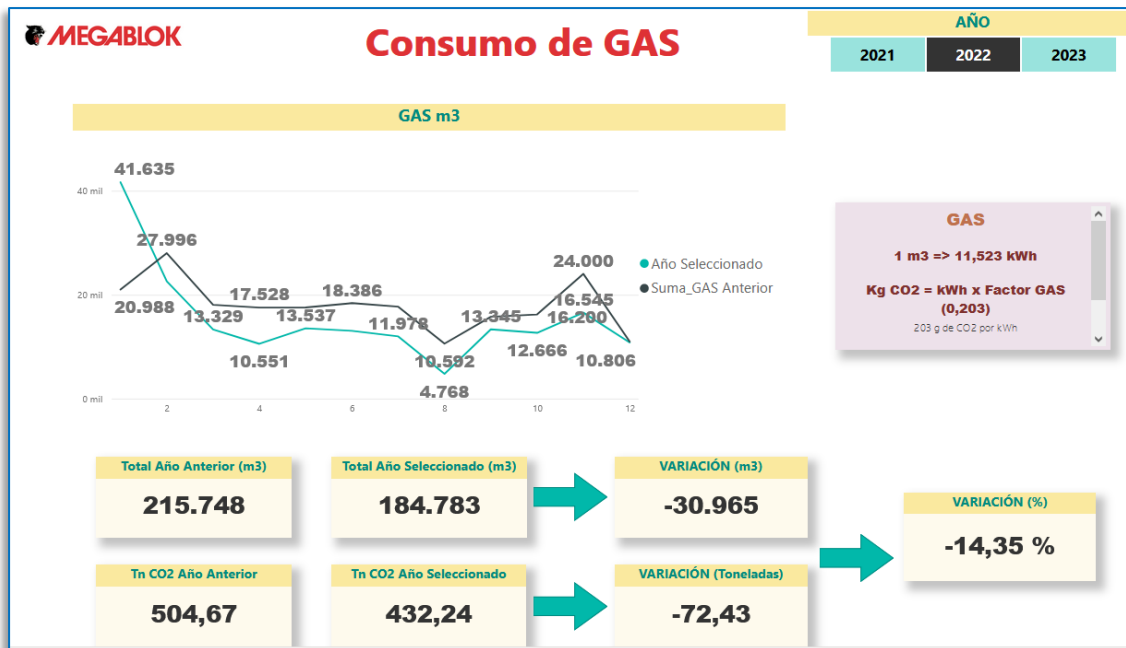 MEGABLOK
Consumo de GAS
AÑO
2021 2022 2023
GAS m3
41.635
40 mil
27.996
24.000
20 mil
20.988
17.528
18.386
16.545
13.329
13.537
11.978
13.345
16.200
10.551
10.592
12.666
10.806
4.768
0 mil
2 4 6 8 10 12
Año Seleccionado
Suma_GAS Anterior
GAS
1 m3 => 11,523 kWh
Kg CO2 = kWh x Factor GAS
(0,203)
203 g de CO2 por kWh
Total Año Anterior (m3)
215.748
Total Año Seleccionado (m3)
184.783
VARIACIÓN (m3)
-30.965
VARIACIÓN (%)
-14,35 %
Tn CO2 Año Anterior
504,67
Tn CO2 Año Seleccionado
432,24
VARIACIÓN (Toneladas)
-72,43